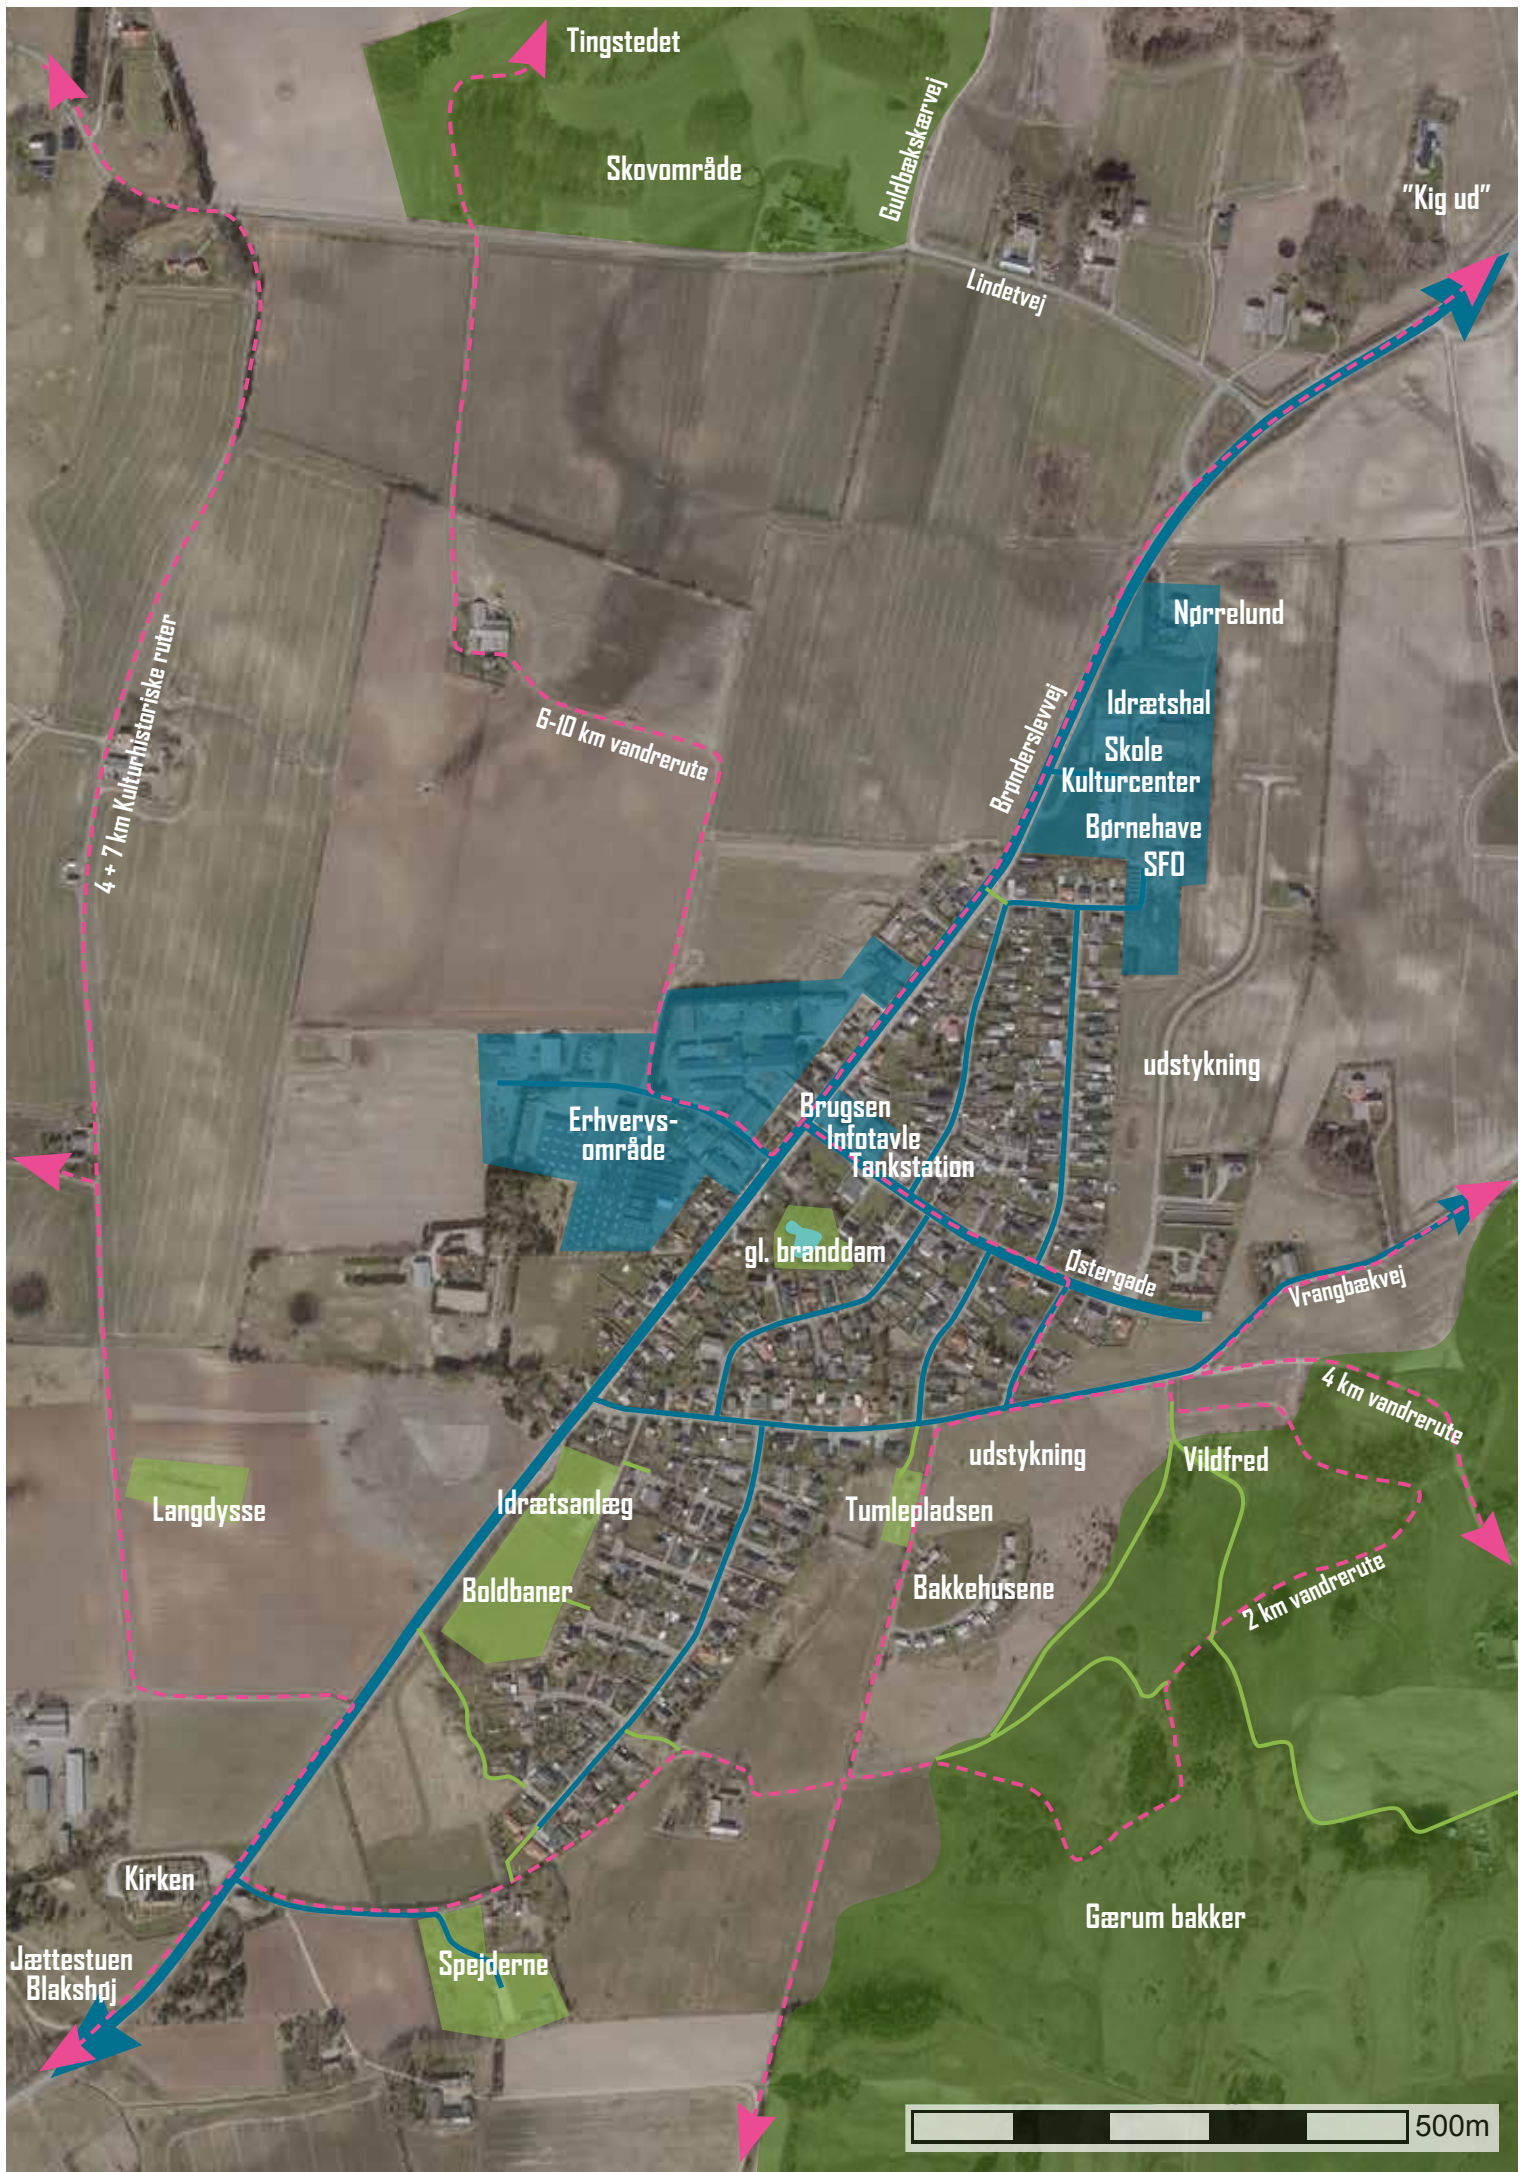 Tingstedet
Guldbækskærvej
Skovområde
"Kig ud"
Lindetvej
Nørrelund
4 + 7 km Kulturhistoriske ruter
Idrætshal
6-10 km vandrerute
Brønderslevvej
Skole
Kulturcenter
Børnehave
SFO
udstykning
Brugsen
Infotavle
Tankstation
Erhvervs-
område
gl. branddam
Østergade
Vrangbækvej
4 km vandrerute
udstykning
Vildfred
Langdysse
Idrætsanlæg
Tumlepladsen
Boldbaner
Bakkehusene
2 km vandrerute
Kirken
Gærum bakker
Jættestuen
Blakshøj
Spejderne
500m